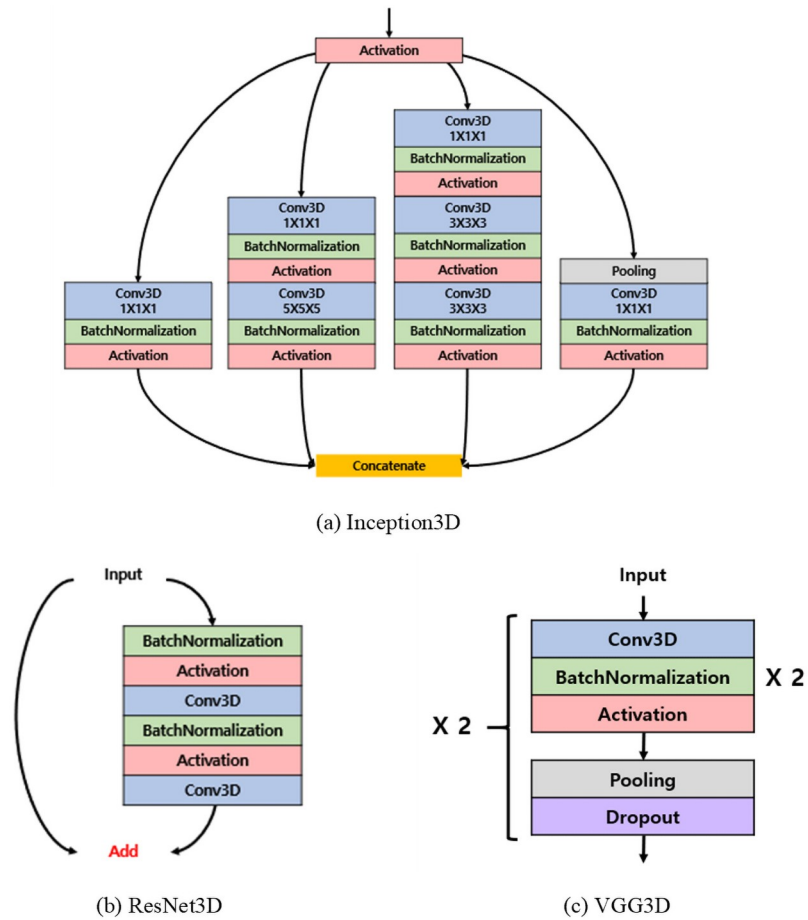 Activation
Conv3D
1X1X1
BatchNormalization
Activation
Conv3D
1X1X1
BatchNormalization
Activation
Conv3D
5X5X5
BatchNormalization
Activation
Conv3D
1X1X1
BatchNormalization
Activation
Conv3D
3X3X3
BatchNormalization
Activation
Conv3D
3X3X3
BatchNormalization
Activation
Pooling
Conv3D
1X1X1
BatchNormalization
Activation
Concatenate
(a) Inception3D
Input
BatchNormalization
Activation
Conv3D
BatchNormalization
Activation
Conv3D
Add
(b) ResNet3D
Input
Conv3D
BatchNormalization
Activation
X 2
X 2
Pooling
Dropout
(c) VGG3D